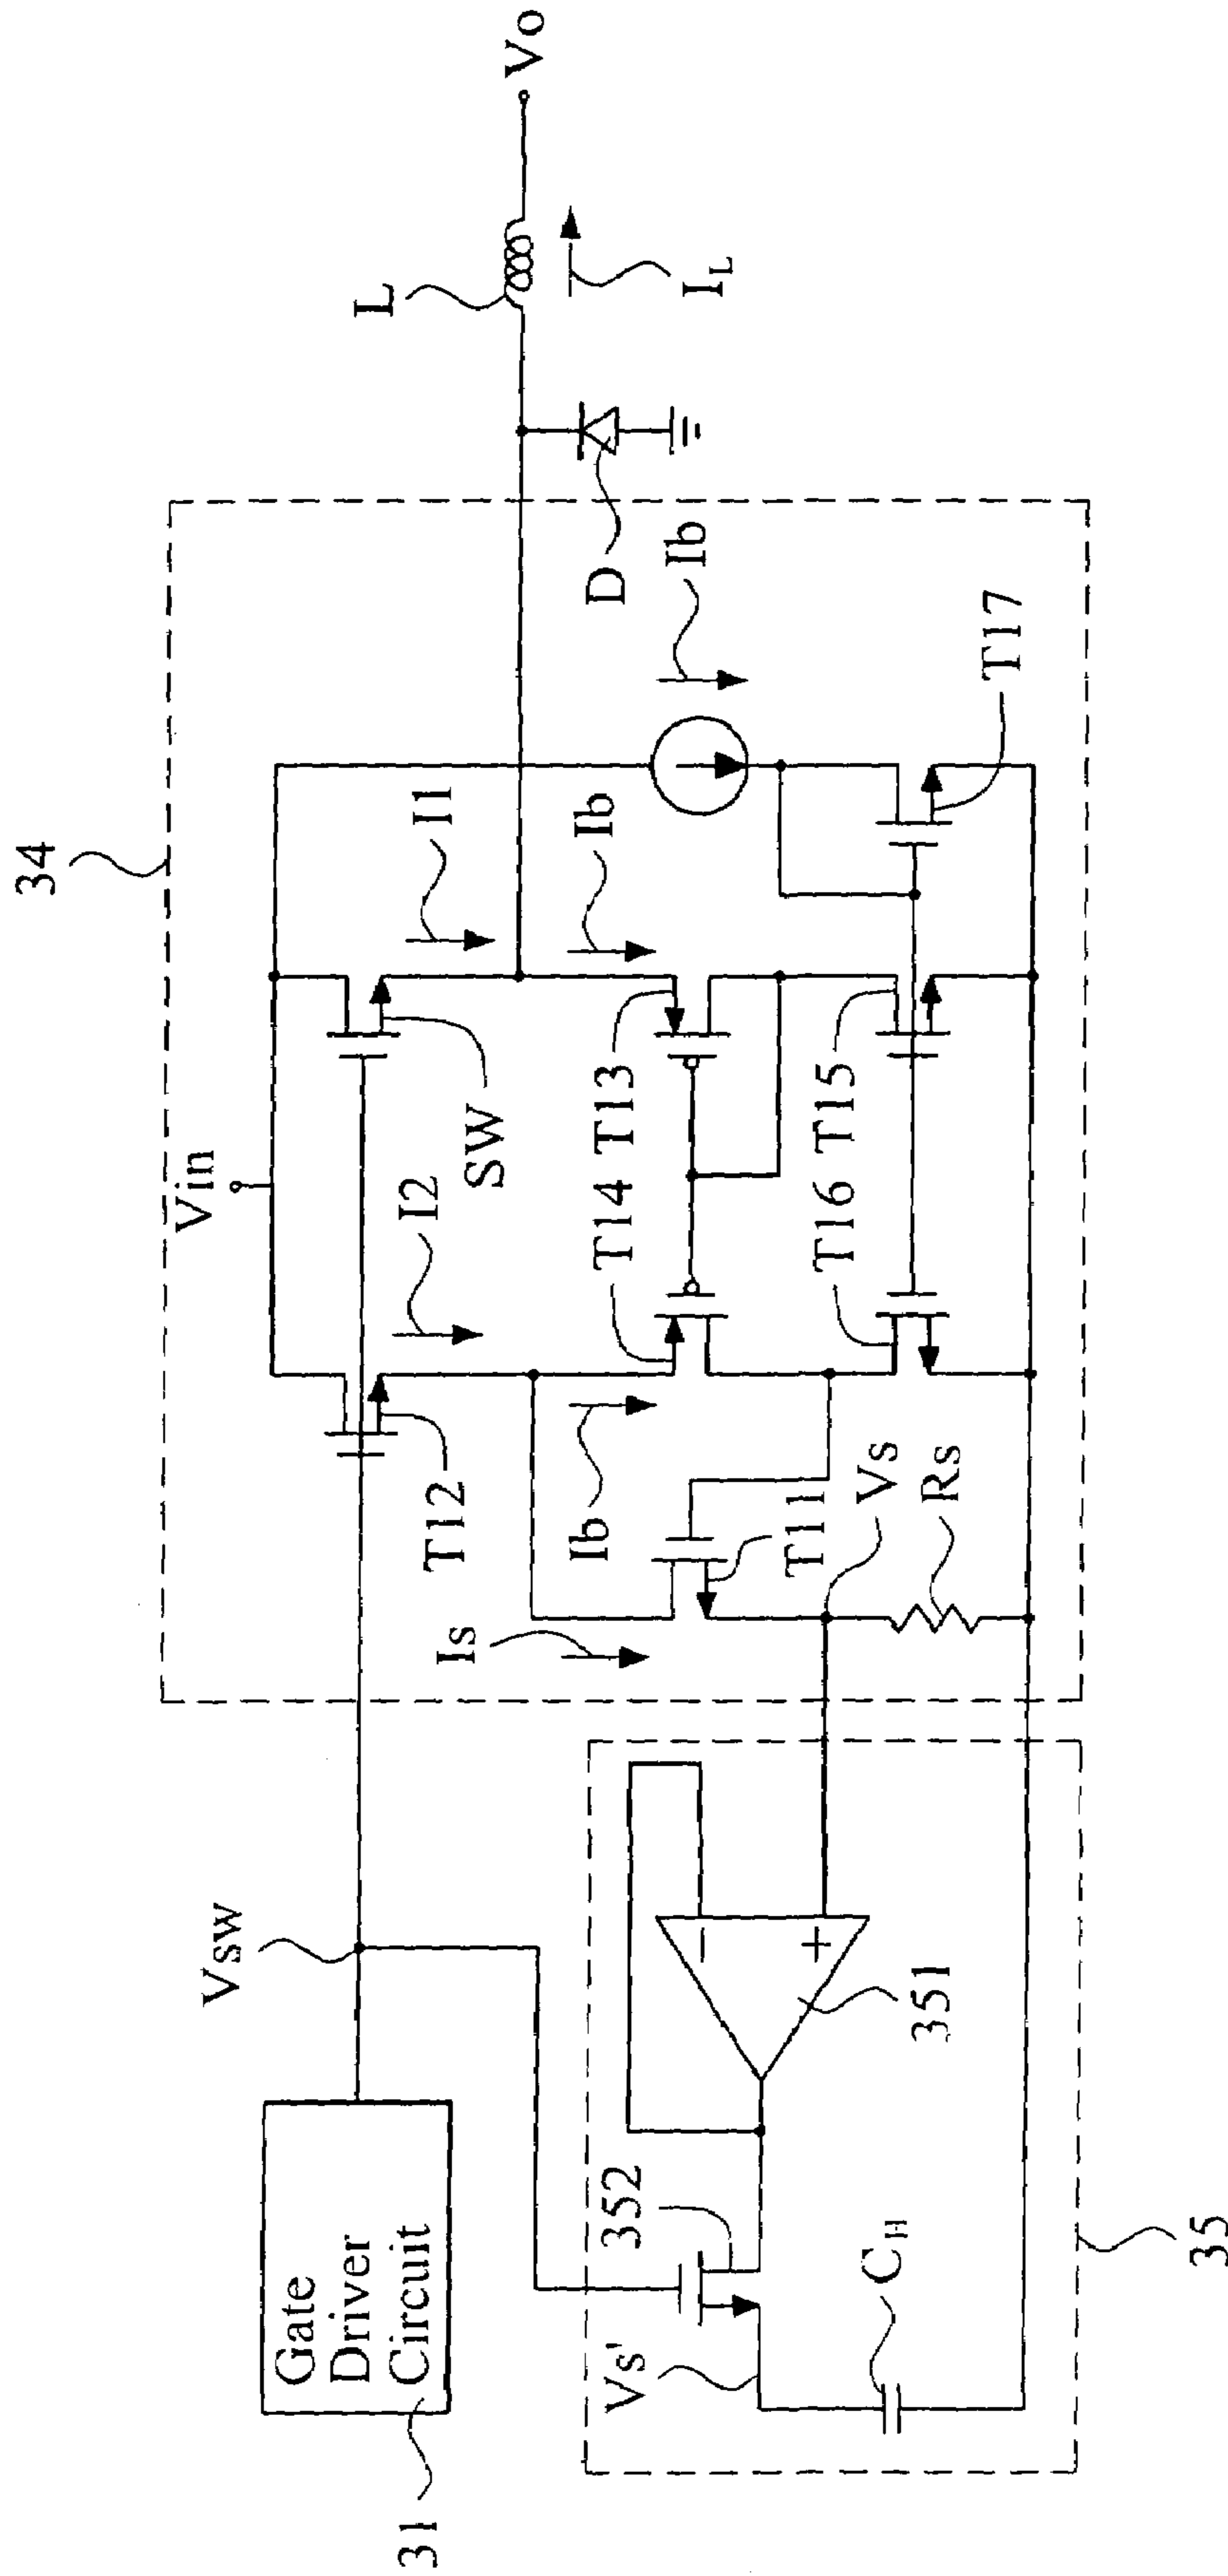 34
Vin
I1
I2
SW
T12
Vsw
Gate
Driver
Circuit
31
L
Vo
IL
D
Ib
Ib
Ib
T14 T13
T16 T15
T17
Is
T11
Vs
Rs
351
352
Vs'
CH
35